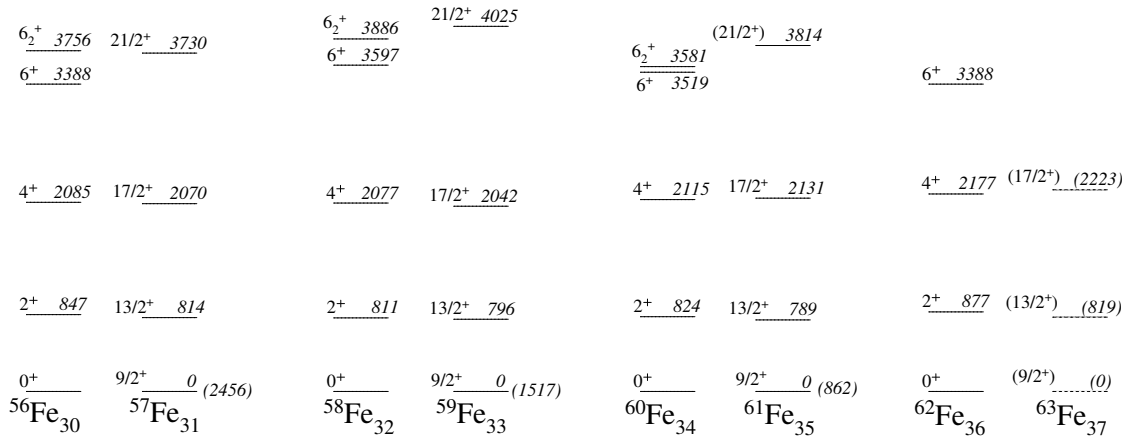 6₂⁺ 3756
6⁺ 3388
4⁺ 2085
2⁺ 847
0⁺
⁵⁶Fe₃₀
21/2⁺ 3730
17/2⁺ 2070
13/2⁺ 814
9/2⁺ 0 (2456)
⁵⁷Fe₃₁
6₂⁺ 3886
6⁺ 3597
4⁺ 2077
2⁺ 811
0⁺
⁵⁸Fe₃₂
21/2⁺ 4025
17/2⁺ 2042
13/2⁺ 796
9/2⁺ 0 (1517)
⁵⁹Fe₃₃
6₂⁺ 3581
6⁺ 3519
4⁺ 2115
2⁺ 824
0⁺
⁶⁰Fe₃₄
(21/2⁺) 3814
17/2⁺ 2131
13/2⁺ 789
9/2⁺ 0 (862)
⁶¹Fe₃₅
6⁺ 3388
4⁺ 2177
2⁺ 877
0⁺
⁶²Fe₃₆
(17/2⁺) (2223)
(13/2⁺) (819)
(9/2⁺) (0)
⁶³Fe₃₇